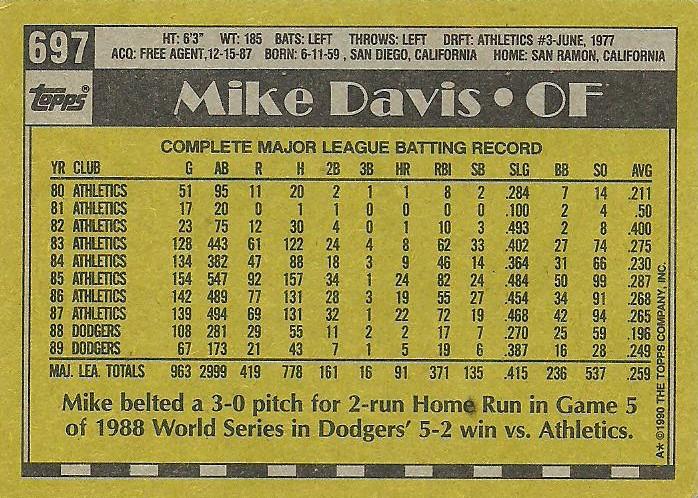 697
HT: 6'3" WT: 185 BATS: LEFT THROWS: LEFT DRFT: ATHLETICS #3-JUNE, 1977
ACQ: FREE AGENT,12-15-87 BORN: 6-11-59 , SAN DIEGO, CALIFORNIA HOME: SAN RAMON, CALIFORNIA
Topps®
Mike Davis • OF
COMPLETE MAJOR LEAGUE BATTING RECORD
YR CLUB G AB R H 2B 3B HR RBI SB SLG BB SO AVG
80 ATHLETICS 51 95 11 20 2 1 1 8 2 .284 7 14 .211
81 ATHLETICS 17 20 0 1 1 0 0 0 0 .100 2 4 .50
82 ATHLETICS 23 75 12 30 4 0 1 10 3 .493 2 8 .400
83 ATHLETICS 128 443 61 122 24 4 8 62 33 .402 27 74 .275
84 ATHLETICS 134 382 47 88 18 3 9 46 14 .364 31 66 .230
85 ATHLETICS 154 547 92 157 34 1 24 82 24 .484 50 99 .287
86 ATHLETICS 142 489 77 131 28 3 19 55 27 .454 34 91 .268
87 ATHLETICS 139 494 69 131 32 1 22 72 19 .468 42 94 .265
88 DODGERS 108 281 29 55 11 2 2 17 7 .270 25 59 .196
89 DODGERS 67 173 21 43 7 1 5 19 6 .387 16 28 .249
MAJ. LEA. TOTALS 963 2999 419 778 161 16 91 371 135 .415 236 537 .259
Mike belted a 3-0 pitch for 2-run Home Run in Game 5
of 1988 World Series in Dodgers' 5-2 win vs. Athletics.
A* ©1990 THE TOPPS COMPANY, INC.